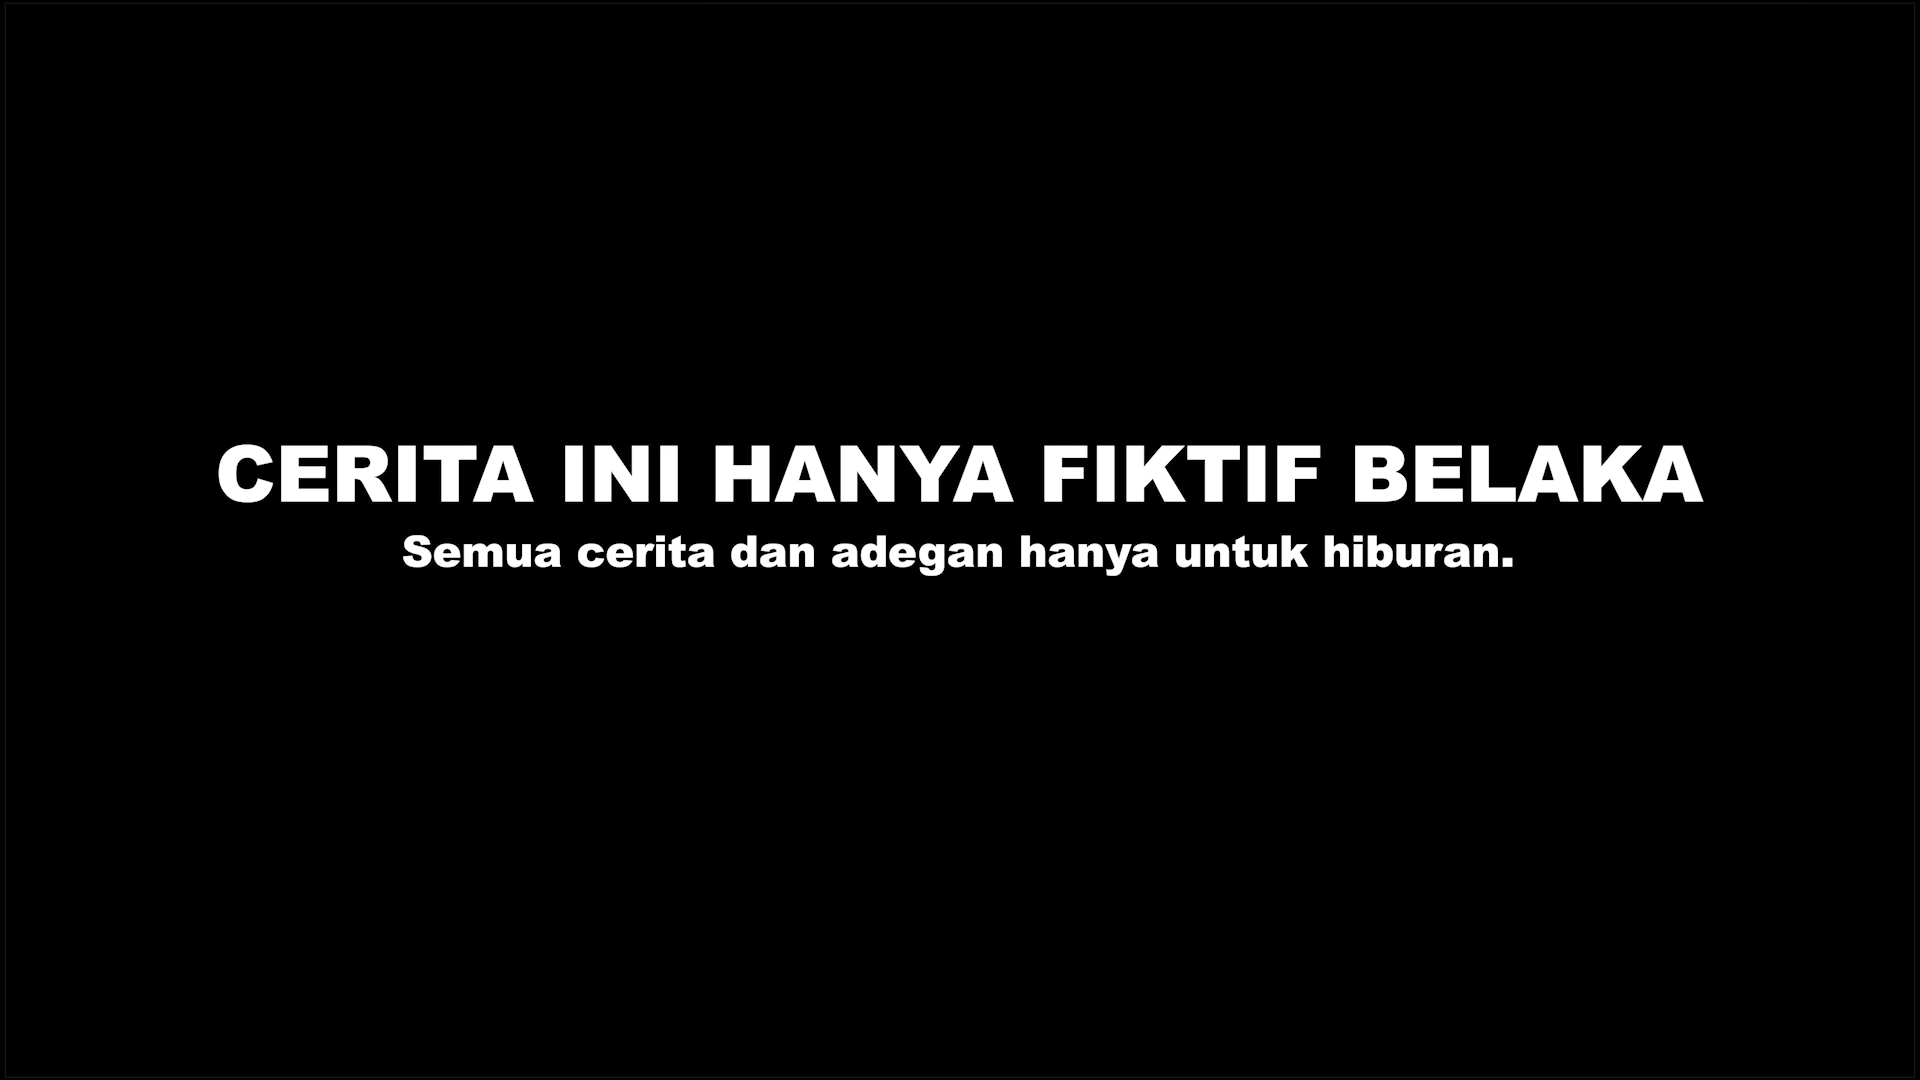 CERITA INI HANYA FIKTIF BELAKA
Semua cerita dan adegan hanya untuk hiburan.